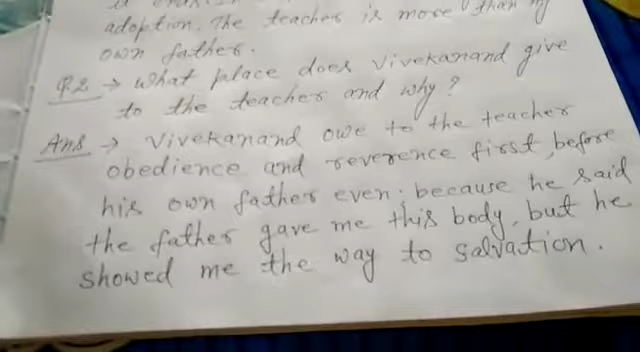 adoption. The teacher is more than my
own father.
Q.2 → What place does Vivekanand give
to the teacher and why?
Ans → Vivekanand owe to the teacher
obedience and reverence first, before
his own father even. because he said
the father gave me this body, but he
showed me the way to salvation.